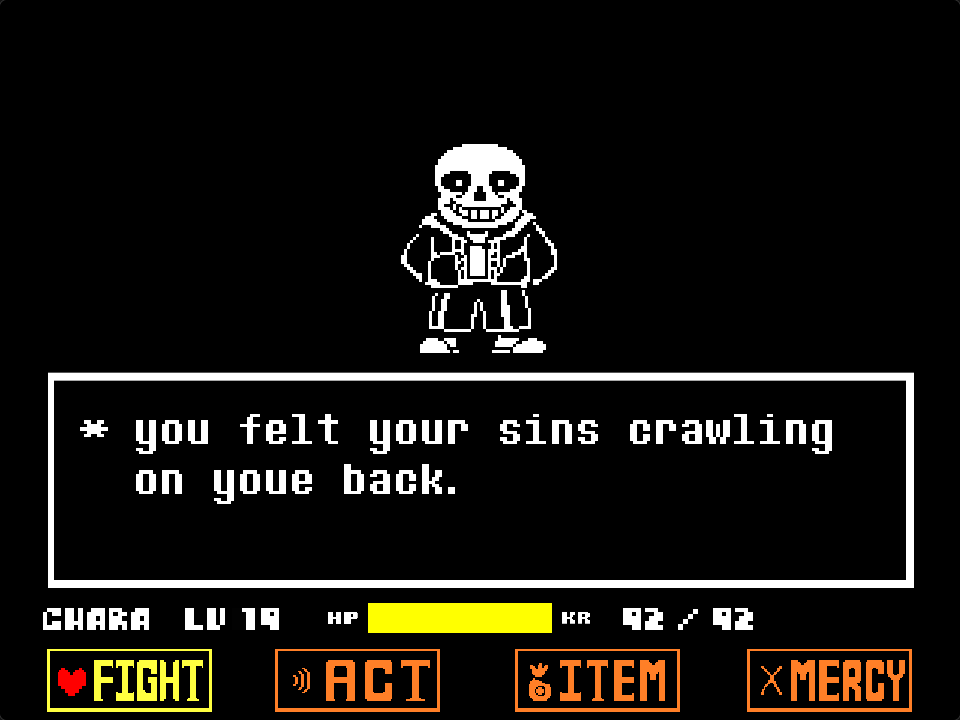 * you felt your sins crawling
on youe back.
CHARA LV 19 HP KR 92 / 92
FIGHT ACT ITEM MERCY